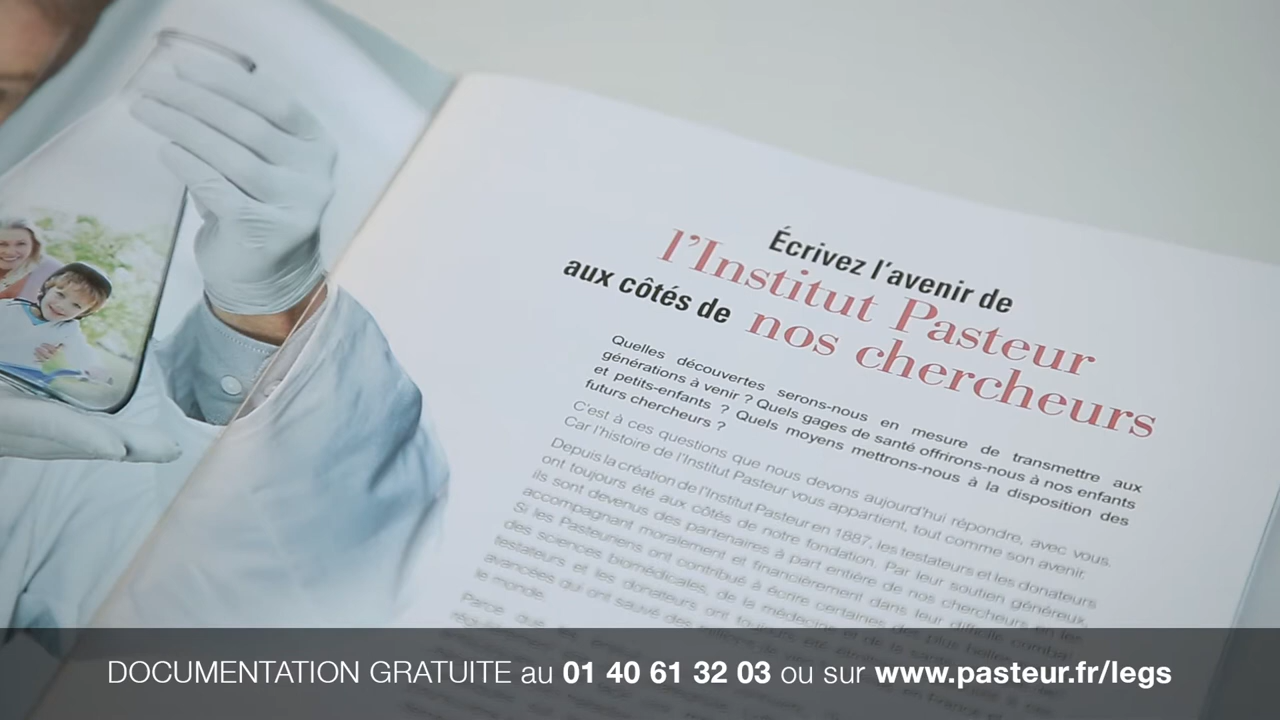 Écrivez l'avenir de
l'Institut Pasteur
aux côtés de nos chercheurs
Quelles découvertes serons-nous en mesure de transmettre aux
générations à venir ? Quels gages de santé offrirons-nous à nos enfants
et petits-enfants ? Quels moyens mettrons-nous à la disposition des
futurs chercheurs ?
C'est à ces questions que nous devons aujourd'hui répondre, avec vous.
Car l'histoire de l'Institut Pasteur vous appartient, tout comme son avenir.
Depuis la création de l'Institut Pasteur en 1887, les testateurs et les donateurs
ont toujours été aux côtés de notre fondation. Par leur soutien généreux,
ils sont devenus des partenaires à part entière de nos chercheurs en les
accompagnant moralement et financièrement dans leur difficile combat.
Si les Pasteuriens ont contribué à écrire certaines des plus belles
des sciences biomédicales, de la médecine et de la
testateurs et les donateurs ont toujours été
avancées qui ont sauvé des
le monde.
Parce que les
DOCUMENTATION GRATUITE au 01 40 61 32 03 ou sur www.pasteur.fr/legs